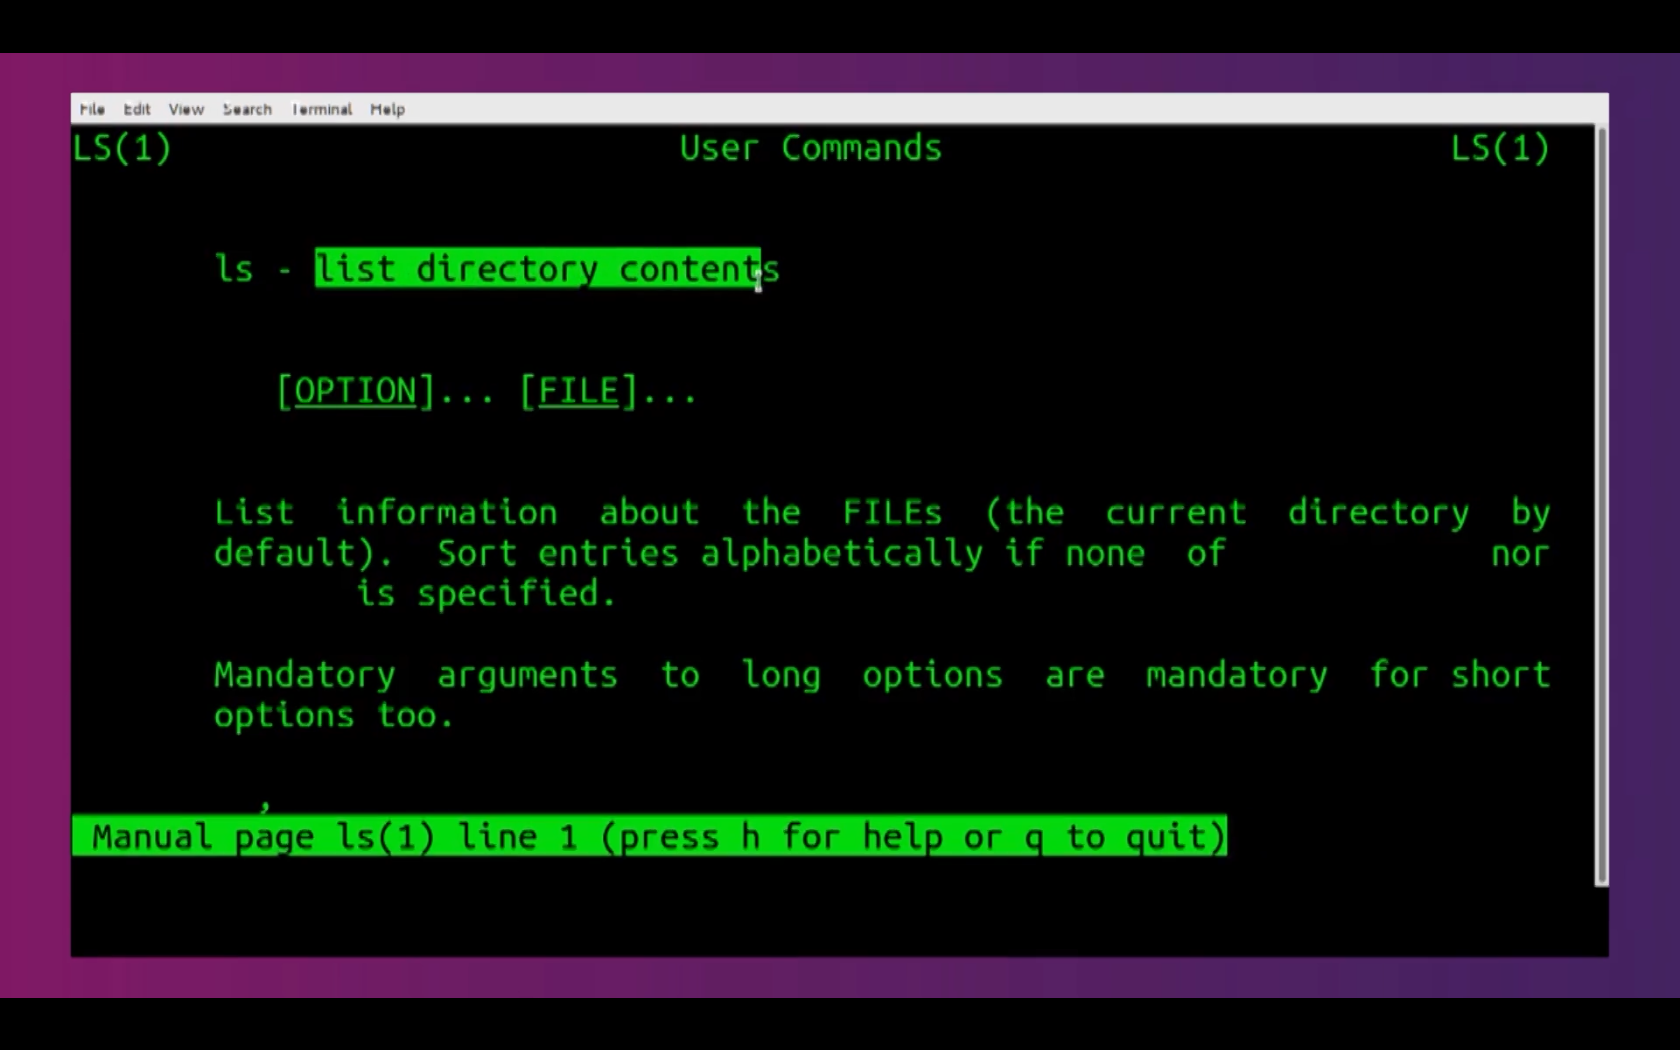 File Edit View Search Terminal Help
LS(1) User Commands LS(1)
ls - list directory contents
[OPTION]... [FILE]...
List information about the FILEs (the current directory by
default). Sort entries alphabetically if none of nor
is specified.
Mandatory arguments to long options are mandatory for short
options too.
,
Manual page ls(1) line 1 (press h for help or q to quit)